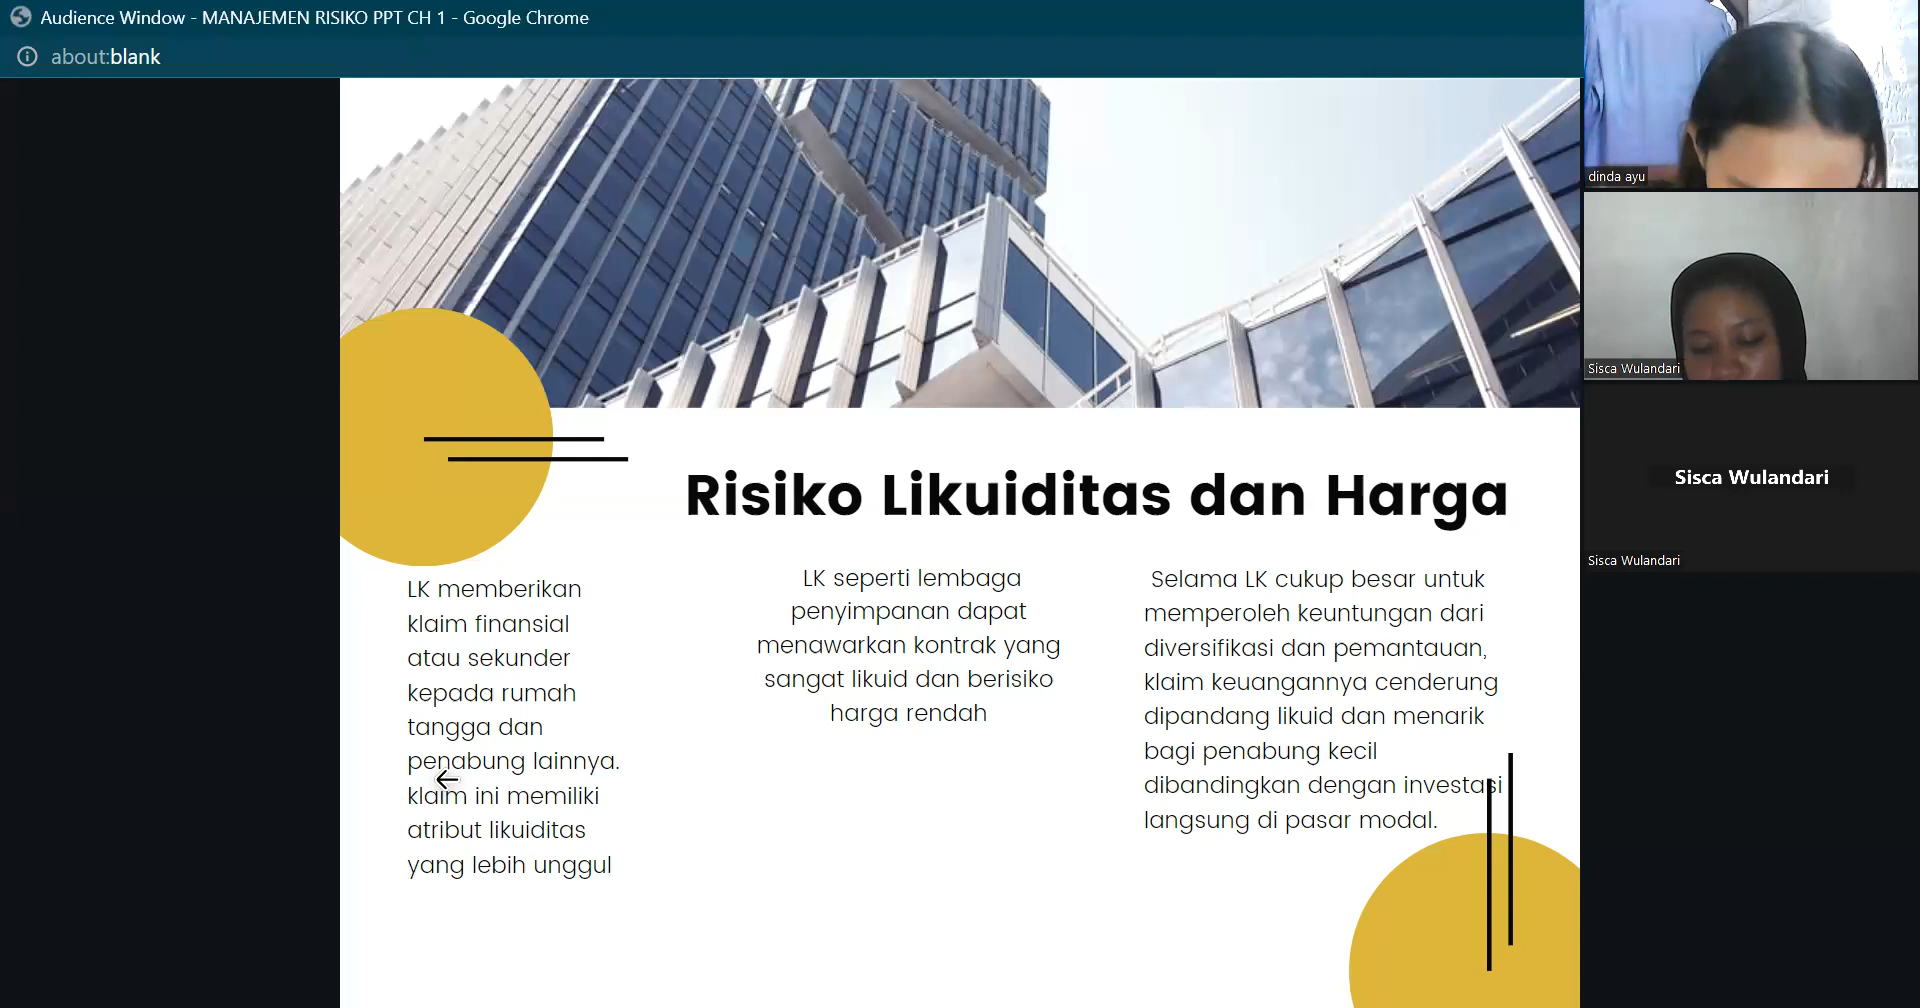 Audience Window - MANAJEMEN RISIKO PPT CH 1 - Google Chrome
about:blank
Risiko Likuiditas dan Harga
LK memberikan
klaim finansial
atau sekunder
kepada rumah
tangga dan
penabung lainnya.
klaim ini memiliki
atribut likuiditas
yang lebih unggul
LK seperti lembaga
penyimpanan dapat
menawarkan kontrak yang
sangat likuid dan berisiko
harga rendah
Selama LK cukup besar untuk
memperoleh keuntungan dari
diversifikasi dan pemantauan,
klaim keuangannya cenderung
dipandang likuid dan menarik
bagi penabung kecil
dibandingkan dengan investasi
langsung di pasar modal.
dinda ayu
Sisca Wulandari
Sisca Wulandari
Sisca Wulandari